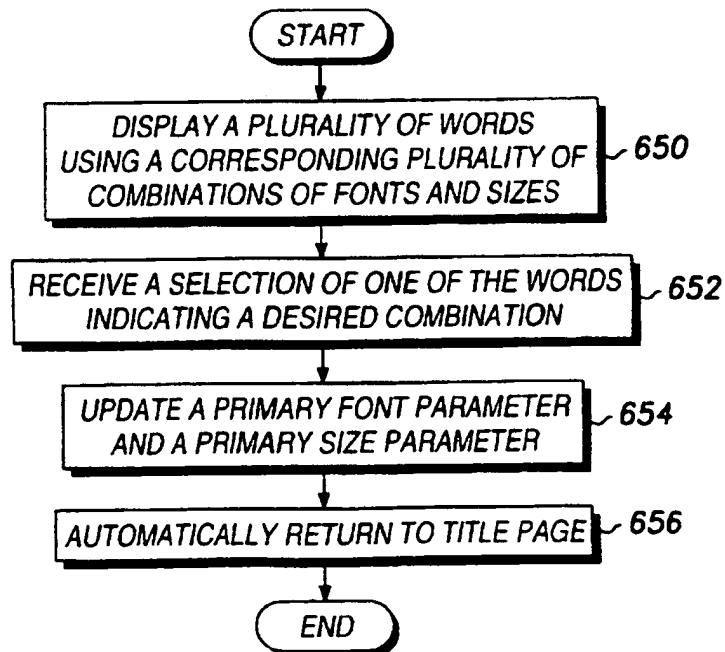 START
DISPLAY A PLURALITY OF WORDS
USING A CORRESPONDING PLURALITY OF
COMBINATIONS OF FONTS AND SIZES
650
RECEIVE A SELECTION OF ONE OF THE WORDS
INDICATING A DESIRED COMBINATION
652
UPDATE A PRIMARY FONT PARAMETER
AND A PRIMARY SIZE PARAMETER
654
AUTOMATICALLY RETURN TO TITLE PAGE
656
END